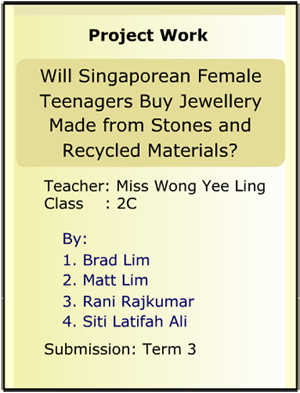 Project Work
Will Singaporean Female
Teenagers Buy Jewellery
Made from Stones and
Recycled Materials?
Teacher: Miss Wong Yee Ling
Class : 2C
By:
1. Brad Lim
2. Matt Lim
3. Rani Rajkumar
4. Siti Latifah Ali
Submission: Term 3